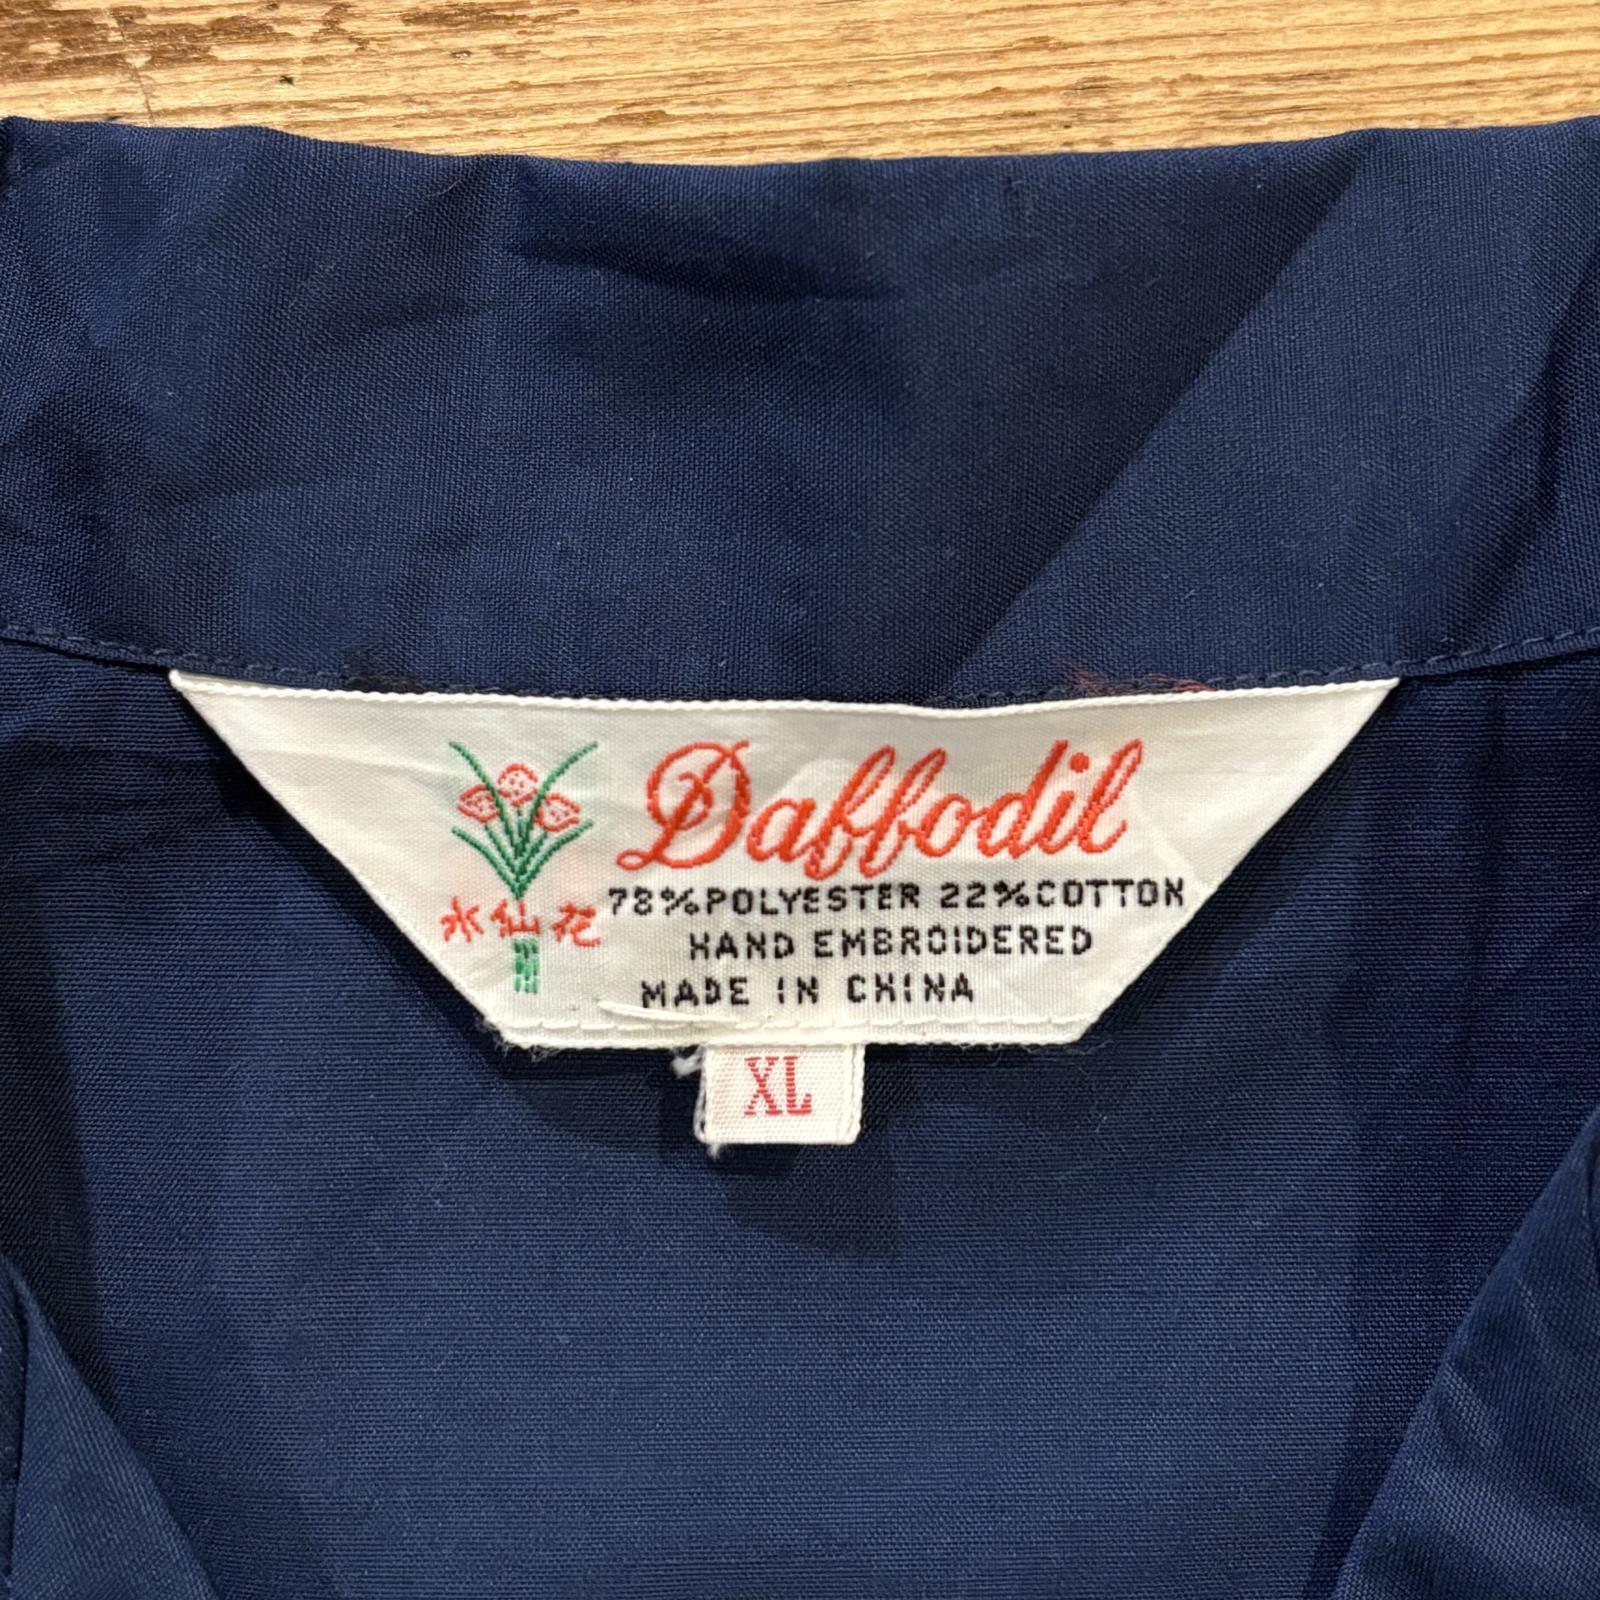 Daffodil
水仙花
78%POLYESTER 22%COTTON
HAND EMBROIDERED
MADE IN CHINA
XL